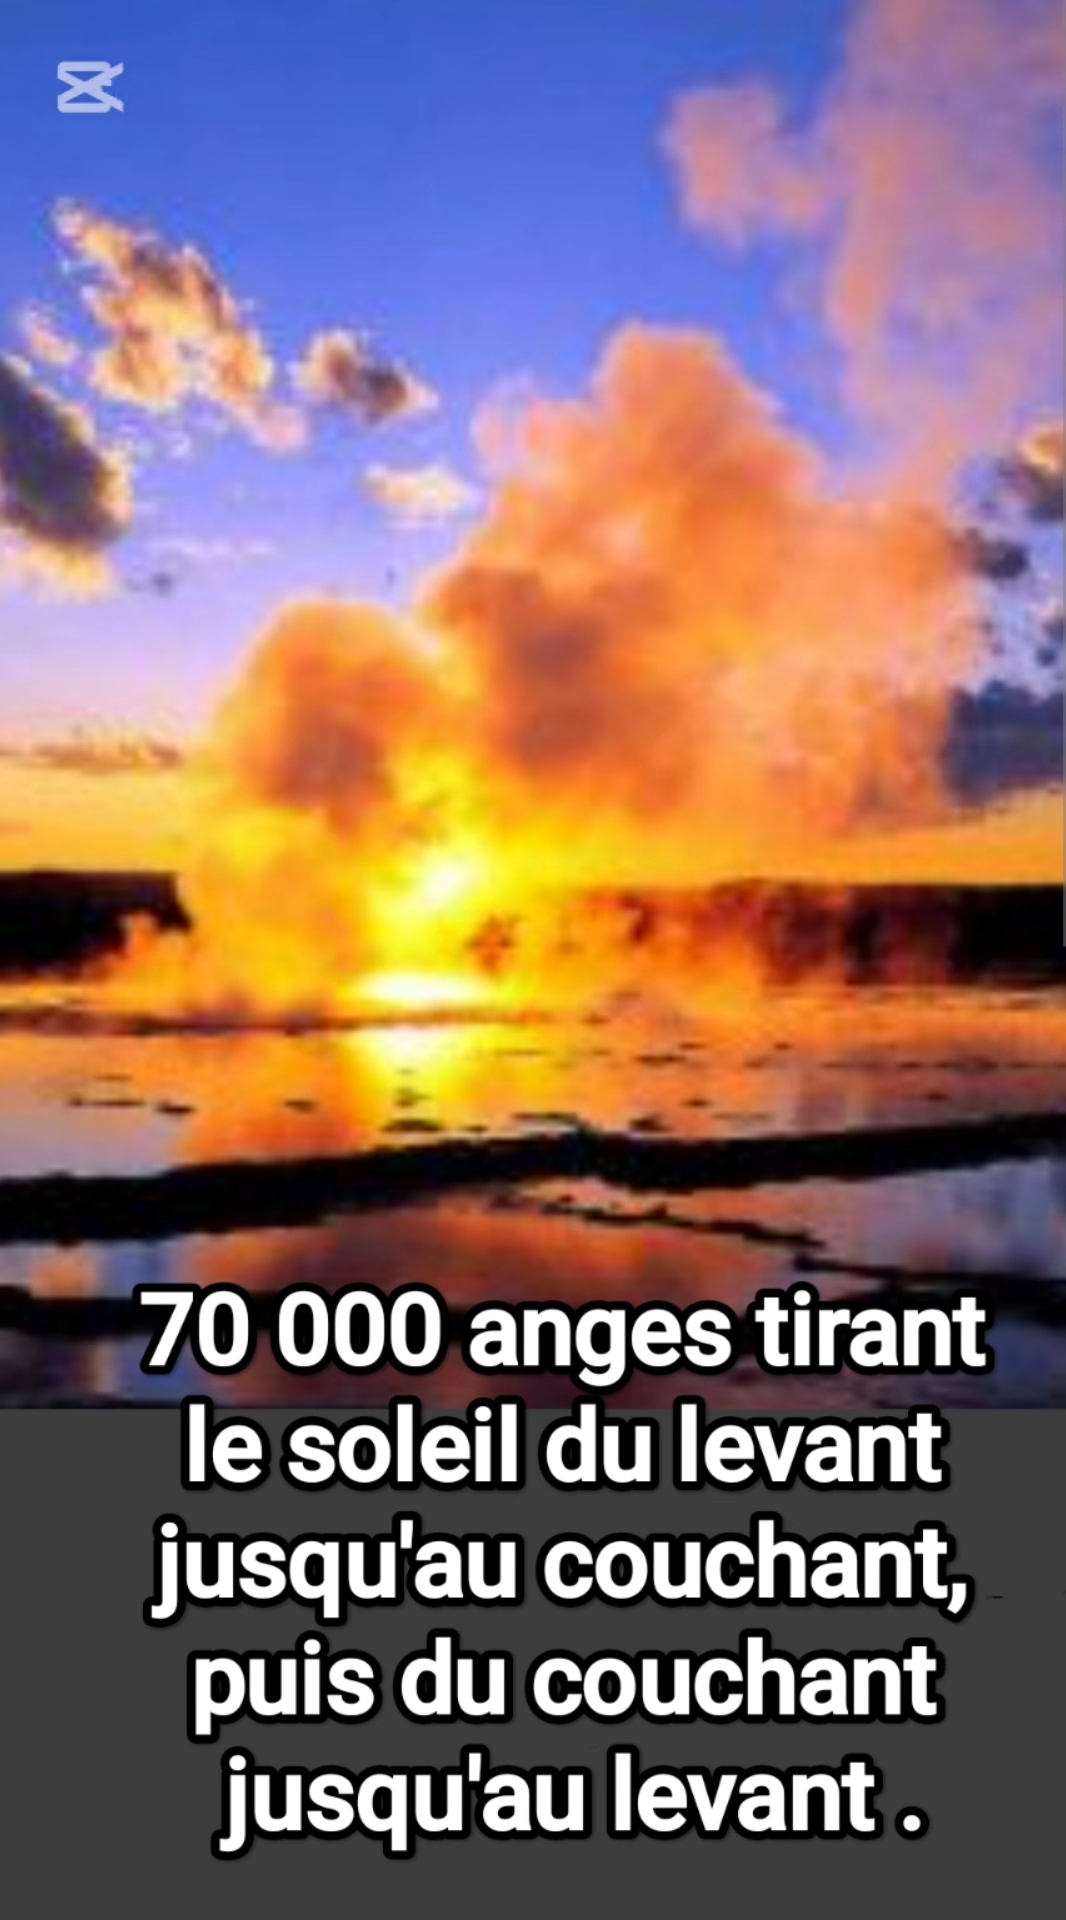 70 000 anges tirant
le soleil du levant
jusqu'au couchant,
puis du couchant
jusqu'au levant .